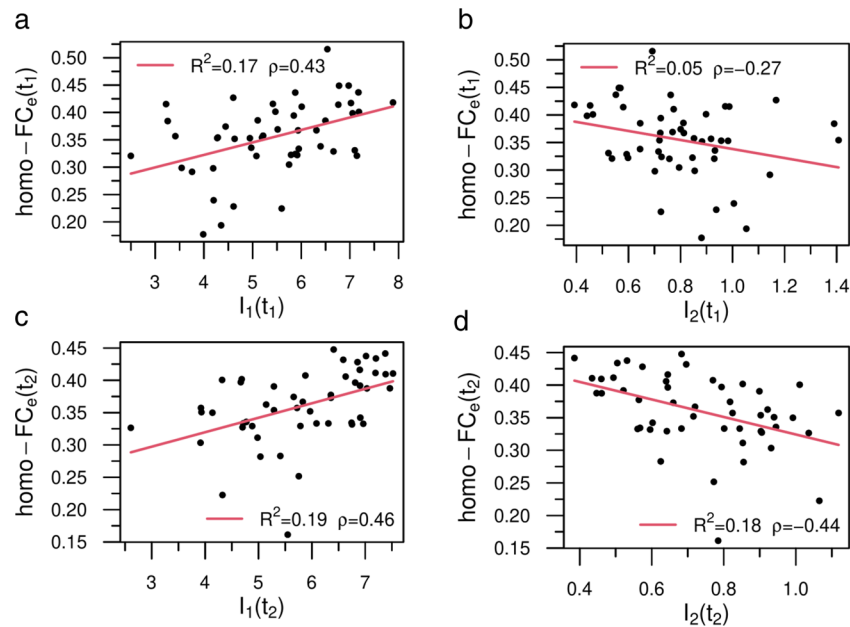 a
homo−FCe(t1)
0.50
0.45
0.40
0.35
0.30
0.25
0.20
R2=0.17 ρ=0.43
3 4 5 6 7 8
I1(t1)
b
homo−FCe(t1)
0.50
0.45
0.40
0.35
0.30
0.25
0.20
R2=0.05 ρ=−0.27
0.4 0.6 0.8 1.0 1.2 1.4
I2(t1)
c
homo−FCe(t2)
0.45
0.40
0.35
0.30
0.25
0.20
0.15
R2=0.19 ρ=0.46
3 4 5 6 7
I1(t2)
d
homo−FCe(t2)
0.45
0.40
0.35
0.30
0.25
0.20
0.15
R2=0.18 ρ=−0.44
0.4 0.6 0.8 1.0
I2(t2)